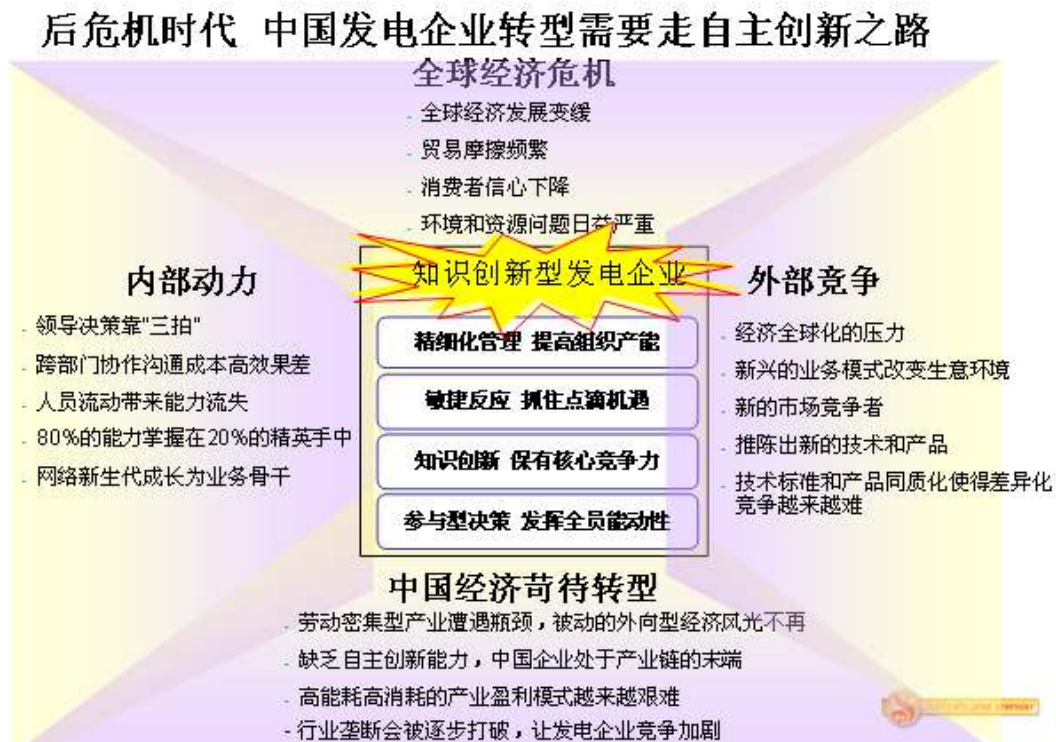 后危机时代 中国发电企业转型需要走自主创新之路
全球经济危机
全球经济发展变缓
贸易摩擦频繁
消费者信心下降
环境和资源问题日益严重
内部动力
领导决策靠"三拍"
跨部门协作沟通成本高效果差
人员流动带来能力流失
80%的能力掌握在20%的精英手中
网络新生代成长为业务骨干
知识创新型发电企业
精细化管理 提高组织产能
敏捷反应 抓住点滴机遇
知识创新 保有核心竞争力
参与型决策 发挥全员能动性
外部竞争
经济全球化的压力
新兴的业务模式改变生意环境
新的市场竞争者
推陈出新的技术和产品
技术标准和产品同质化使得差异化
竞争越来越难
中国经济苛待转型
劳动密集型产业遭遇瓶颈，被动的外向型经济风光不再
缺乏自主创新能力，中国企业处于产业链的末端
高能耗高消耗的产业盈利模式越来越艰难
-行业垄断会被逐步打破，让发电企业竞争加剧